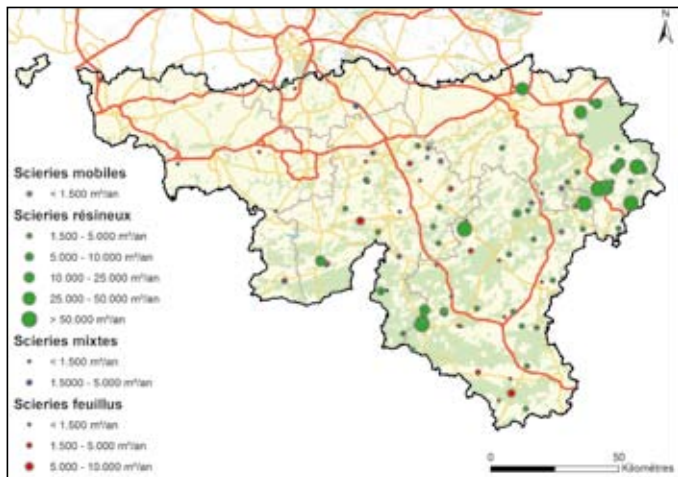 N
Scieries mobiles
< 1.500 m³/an
Scieries résineux
1.500 - 5.000 m³/an
5.000 - 10.000 m³/an
10.000 - 25.000 m³/an
25.000 - 50.000 m³/an
> 50.000 m³/an
Scieries mixtes
< 1.500 m³/an
1.5000 - 5.000 m³/an
Scieries feuillus
< 1.500 m³/an
1.500 - 5.000 m³/an
5.000 - 10.000 m³/an
0 50
Kilomètres